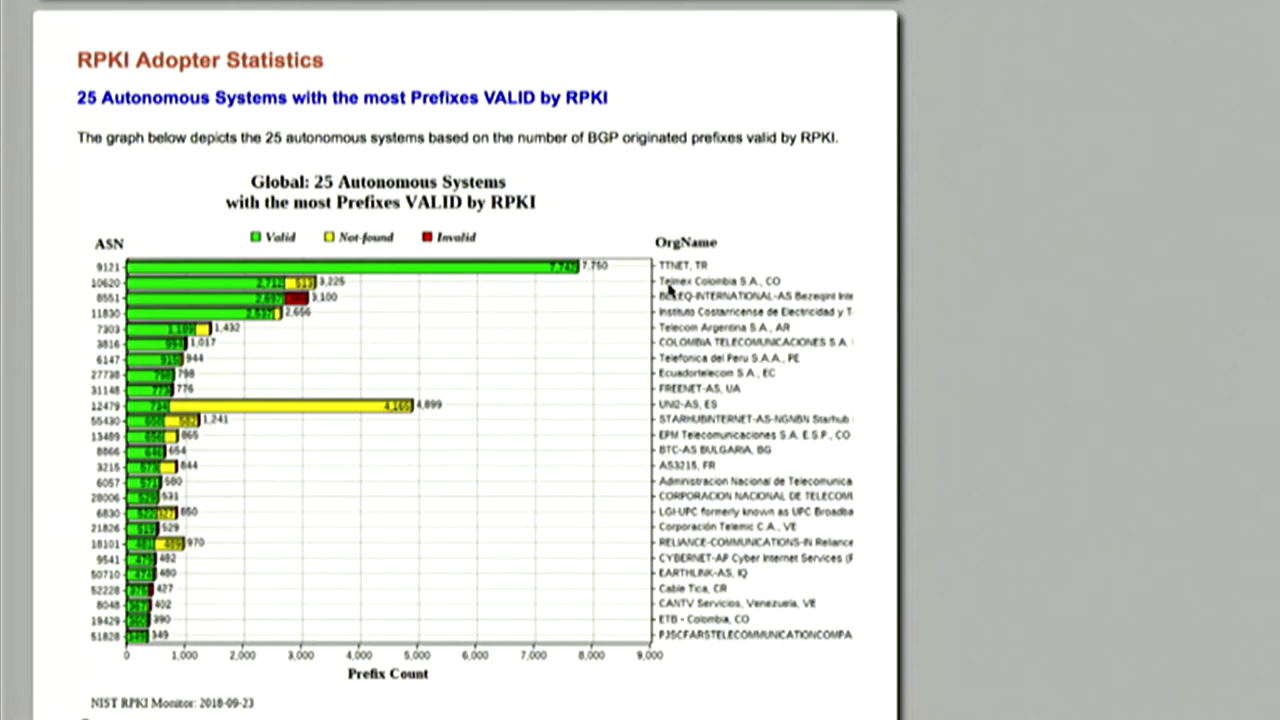 RPKI Adopter Statistics
25 Autonomous Systems with the most Prefixes VALID by RPKI
The graph below depicts the 25 autonomous systems based on the number of BGP originated prefixes valid by RPKI.
Global: 25 Autonomous Systems
with the most Prefixes VALID by RPKI
Valid Not-found Invalid
ASN OrgName
9121 7,750 TTNET, TR
10620 3,225 Telmex Colombia S.A., CO
8551 2,697 3,100 INTERNATIONAL-AS Bezeqint
11830 2,656 Instituto Costarricense de Electricidad y T
7303 1,189 1,432 Telecom Argentina S.A., AR
3816 1,017 COLOMBIA TELECOMUNICACIONES S.A.
6147 944 Telefonica del Peru S.A.A., PE
27738 798 Ecuadortelecom S.A., EC
31148 776 FREENET-AS, UA
12479 734 4,165 4,899 UNI2-AS, ES
55430 1,241 STARHUBINTERNET-AS-NGNBN Starhub
13489 865 EPM Telecomunicaciones S.A. E.S.P., CO
8866 654 BTC-AS BULGARIA, BG
3215 844 AS3215, FR
6057 580 Administracion Nacional de Telecomunica
28006 531 CORPORACION NACIONAL DE TELECOM
6830 850 LGI-UPC formerly known as UPC Broadba
21826 529 Corporación Telemic C.A., VE
18101 970 RELIANCE-COMMUNICATIONS-IN Reliance
9541 482 CYBERNET-AP Cyber Internet Services (P
50710 480 EARTHLINK-AS, IQ
52228 427 Cable Tica, CR
8048 402 CANTV Servicios, Venezuela, VE
19429 390 ETB - Colombia, CO
51828 349 PJSCFARSTELECOMMUNICATIONCOMPA
0 1,000 2,000 3,000 4,000 5,000 6,000 7,000 8,000 9,000
Prefix Count
NIST RPKI Monitor: 2018-09-23